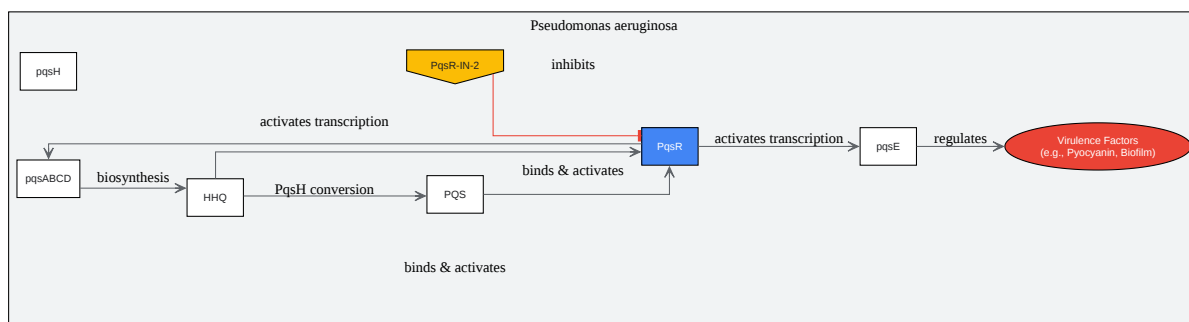 Pseudomonas aeruginosa
pqsH
PqsR-IN-2
inhibits
activates transcription
PqsR
activates transcription
pqsE
regulates
Virulence Factors
(e.g., Pyocyanin, Biofilm)
pqsABCD
biosynthesis
HHQ
PqsH conversion
PQS
binds & activates
binds & activates